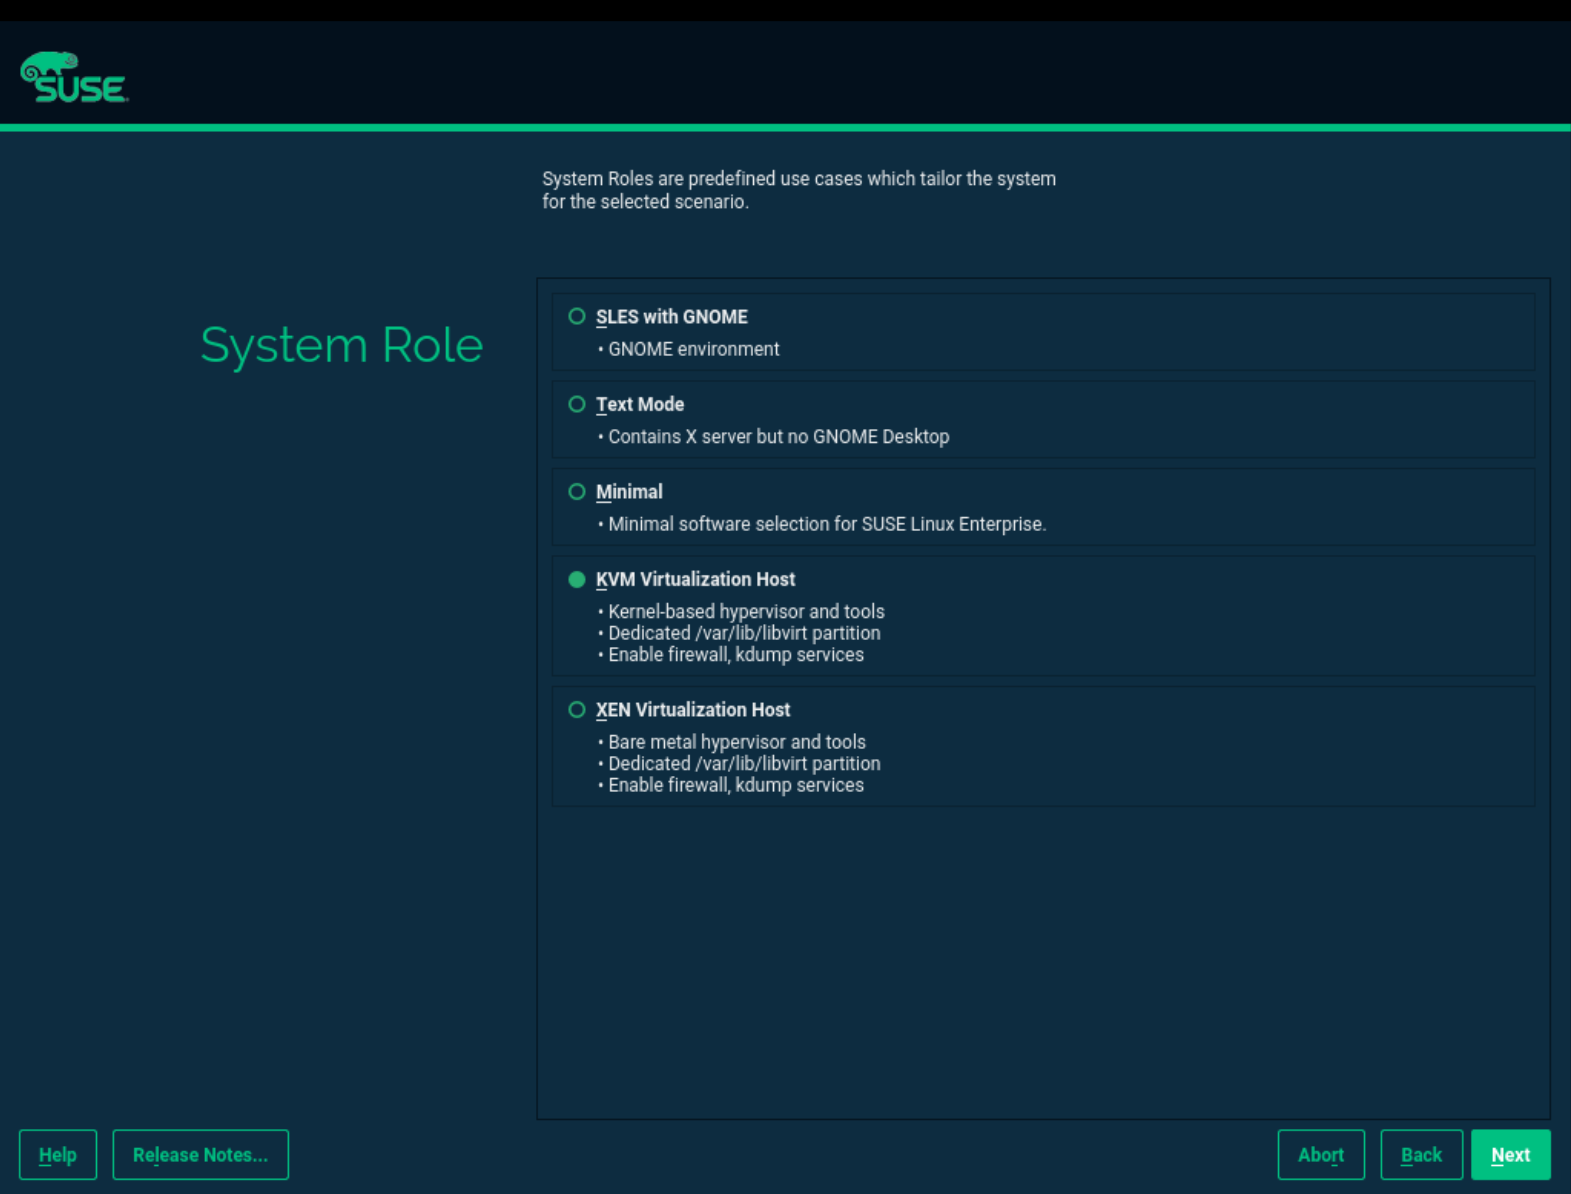 SUSE
System Roles are predefined use cases which tailor the system
for the selected scenario.
System Role
SLES with GNOME
• GNOME environment
Text Mode
• Contains X server but no GNOME Desktop
Minimal
• Minimal software selection for SUSE Linux Enterprise.
KVM Virtualization Host
• Kernel-based hypervisor and tools
• Dedicated /var/lib/libvirt partition
• Enable firewall, kdump services
XEN Virtualization Host
• Bare metal hypervisor and tools
• Dedicated /var/lib/libvirt partition
• Enable firewall, kdump services
Help Release Notes... Abort Back Next